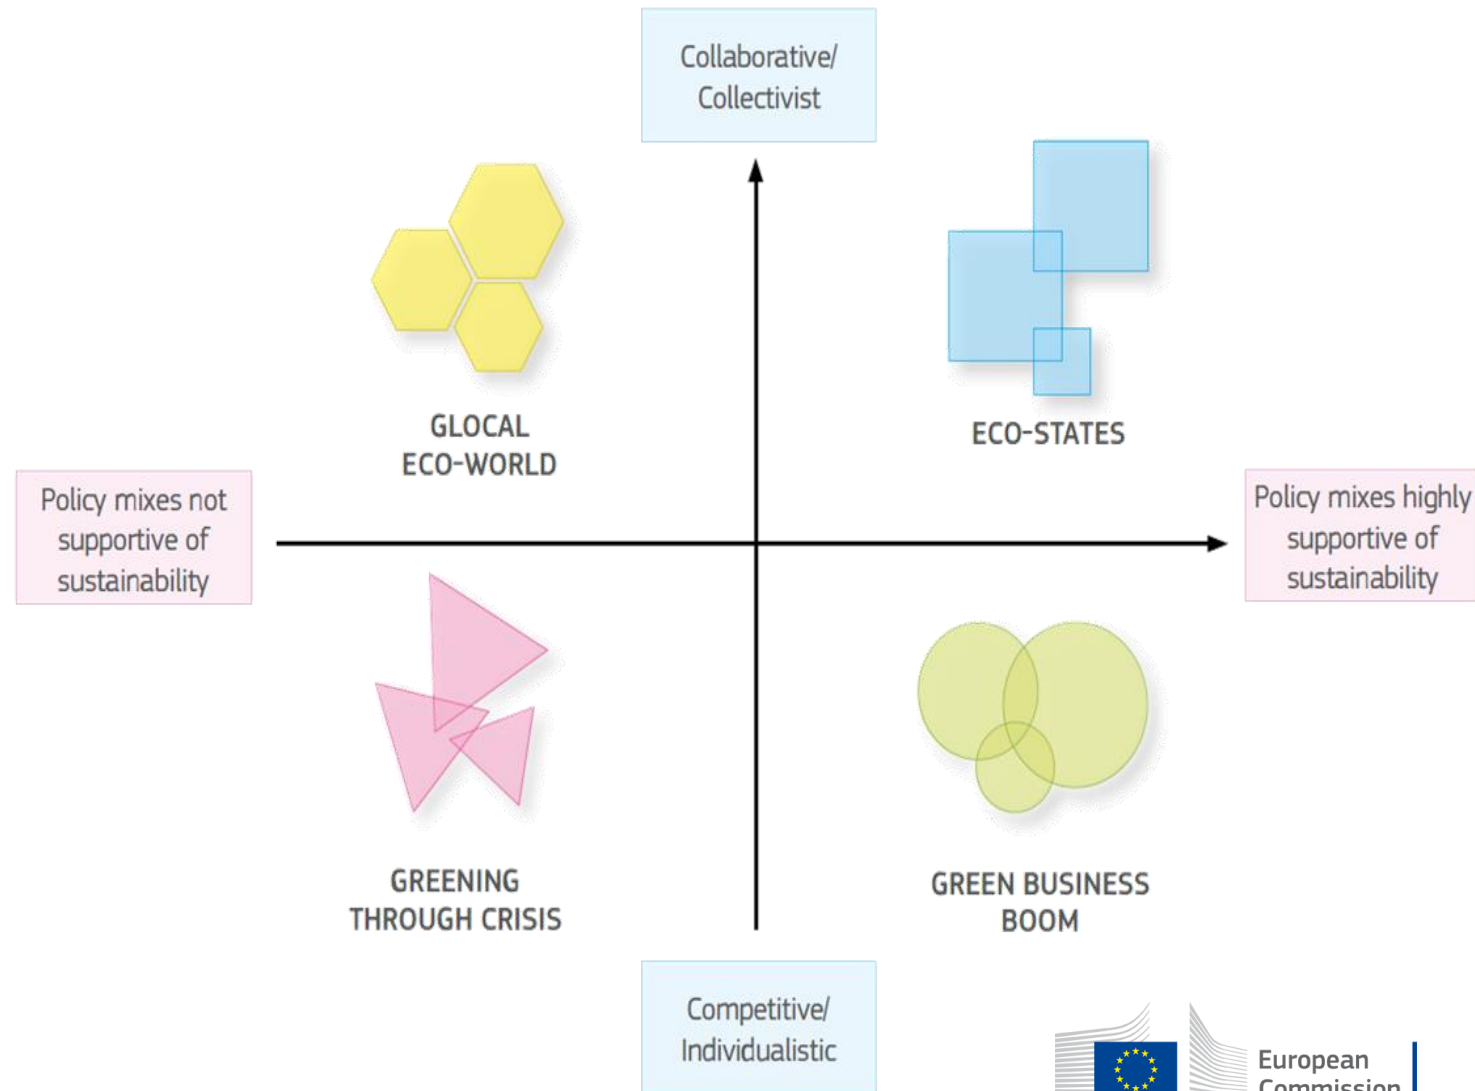 Collaborative/
Collectivist
GLOCAL
ECO-WORLD
ECO-STATES
Policy mixes not
supportive of
sustainability
Policy mixes highly
supportive of
sustainability
GREENING
THROUGH CRISIS
GREEN BUSINESS
BOOM
Competitive/
Individualistic
European
Commission